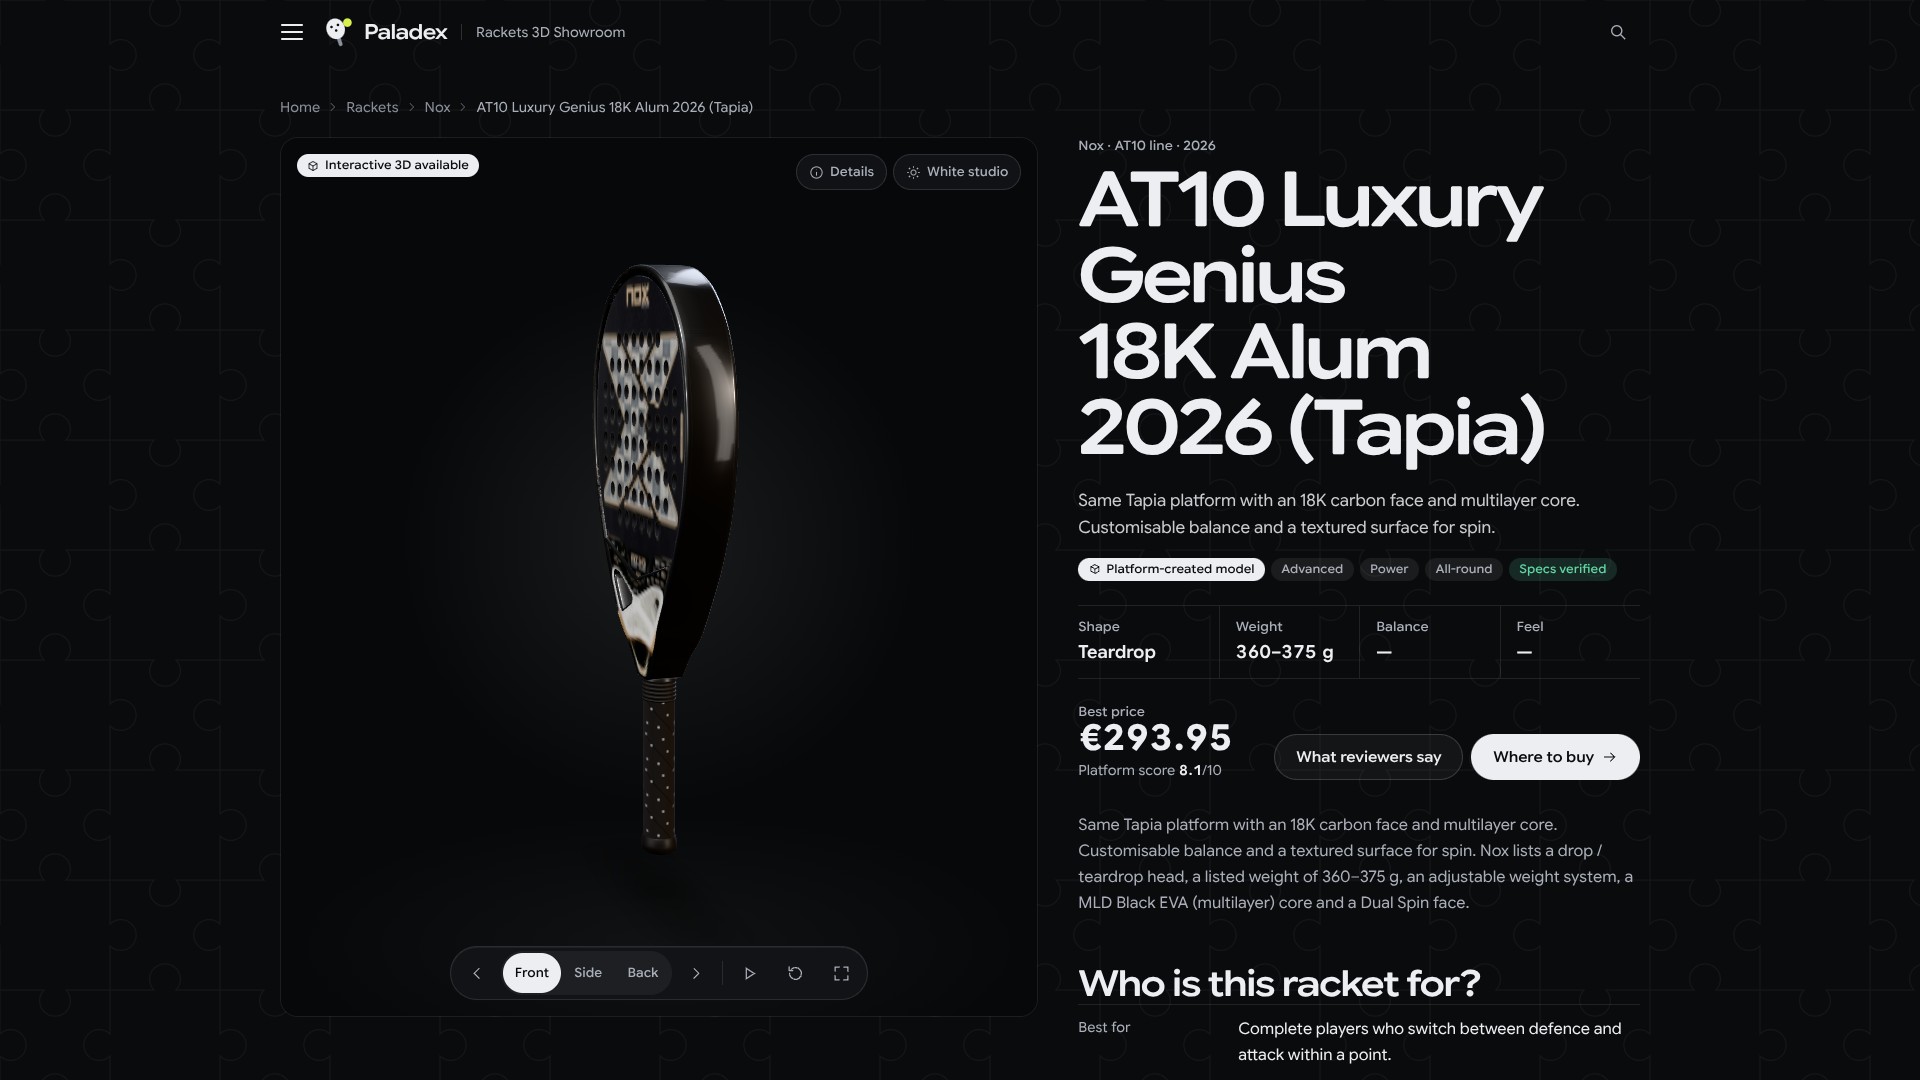 Paladex
Rackets 3D Showroom
Home > Rackets > Nox > AT10 Luxury Genius 18K Alum 2026 (Tapia)
Interactive 3D available
Details
White studio
nox
Front
Side
Back
Nox · AT10 line · 2026
AT10 Luxury
Genius
18K Alum
2026 (Tapia)
Same Tapia platform with an 18K carbon face and multilayer core.
Customisable balance and a textured surface for spin.
Platform-created model
Advanced
Power
All-round
Specs verified
Shape
Teardrop
Weight
360–375 g
Balance
—
Feel
—
Best price
€293.95
Platform score 8.1/10
What reviewers say
Where to buy →
Same Tapia platform with an 18K carbon face and multilayer core.
Customisable balance and a textured surface for spin. Nox lists a drop /
teardrop head, a listed weight of 360–375 g, an adjustable weight system, a
MLD Black EVA (multilayer) core and a Dual Spin face.
Who is this racket for?
Best for
Complete players who switch between defence and
attack within a point.